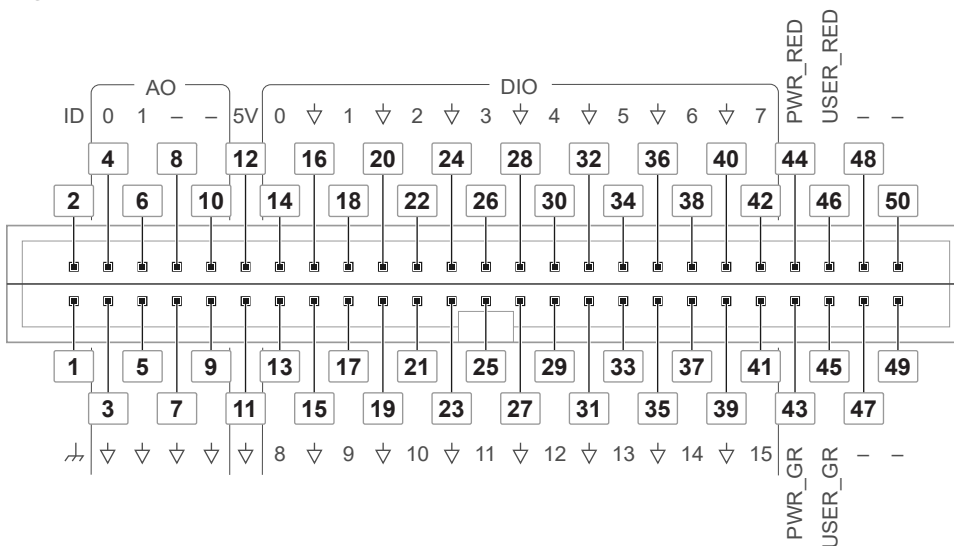 PWR_RED
USER_RED
AO DIO
ID 0 1 – – 5V 0 1 2 3 4 5 6 7 – –
4 8 12 16 20 24 28 32 36 40 44 48
2 6 10 14 18 22 26 30 34 38 42 46 50
1 5 9 13 17 21 25 29 33 37 41 45 49
3 7 11 15 19 23 27 31 35 39 43 47
8 9 10 11 12 13 14 15 – –
PWR_GR
USER_GR